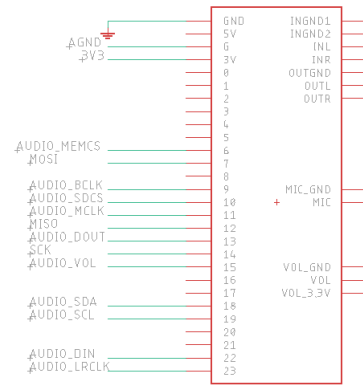 GND INGND1
5V INGND2
AGND G INL
3V3 3V INR
0 OUTGND
1 OUTL
2 OUTR
3
4
5
AUDIO_MEMCS 6
MOSI 7
8
AUDIO_BCLK 9 MIC_GND
AUDIO_SDCS 10 MIC
AUDIO_MCLK 11
MISO 12
AUDIO_DOUT 13
SCK 14
AUDIO_VOL 15 VOL_GND
16 VOL
17 VOL_3.3V
AUDIO_SDA 18
AUDIO_SCL 19
20
21
AUDIO_DIN 22
AUDIO_LRCLK 23